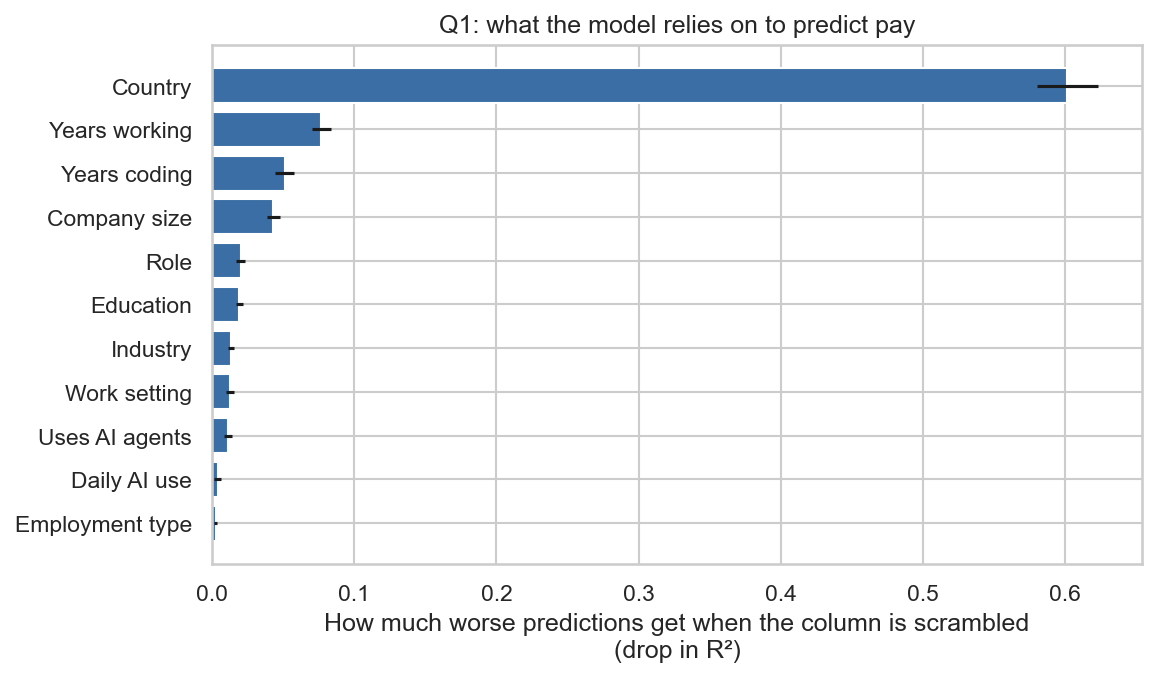 Q1: what the model relies on to predict pay
Country
Years working
Years coding
Company size
Role
Education
Industry
Work setting
Uses AI agents
Daily AI use
Employment type
0.0 0.1 0.2 0.3 0.4 0.5 0.6
How much worse predictions get when the column is scrambled
(drop in R²)